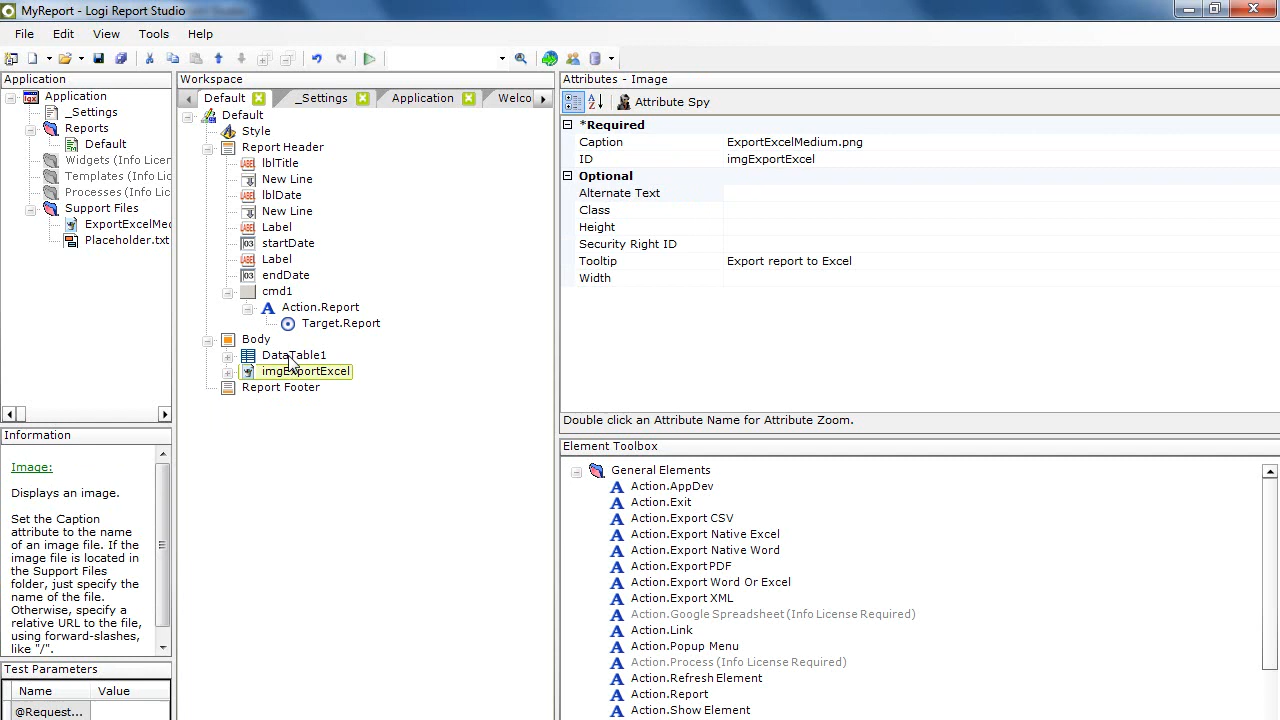 MyReport - Logi Report Studio
File Edit View Tools Help
Application
Application
_Settings
Reports
Default
Widgets (Info Licen
Templates (Info Lic
Processes (Info Lice
Support Files
ExportExcelMed
Placeholder.txt
Information
Image:
Displays an image.
Set the Caption
attribute to the name
of an image file. If the
image file is located in
the Support Files
folder, just specify the
name of the file.
Otherwise, specify a
relative URL to the file,
using forward-slashes,
like "/".
Test Parameters
Name Value
@Request...
Workspace
Default _Settings Application Welco
Default
Style
Report Header
lblTitle
New Line
lblDate
New Line
Label
startDate
Label
endDate
cmd1
Action.Report
Target.Report
Body
DataTable1
imgExportExcel
Report Footer
Attributes - Image
Attribute Spy
*Required
Caption ExportExcelMedium.png
ID imgExportExcel
Optional
Alternate Text
Class
Height
Security Right ID
Tooltip Export report to Excel
Width
Double click an Attribute Name for Attribute Zoom.
Element Toolbox
General Elements
Action.AppDev
Action.Exit
Action.Export CSV
Action.Export Native Excel
Action.Export Native Word
Action.Export PDF
Action.Export Word Or Excel
Action.Export XML
Action.Google Spreadsheet (Info License Required)
Action.Link
Action.Popup Menu
Action.Process (Info License Required)
Action.Refresh Element
Action.Report
Action.Show Element